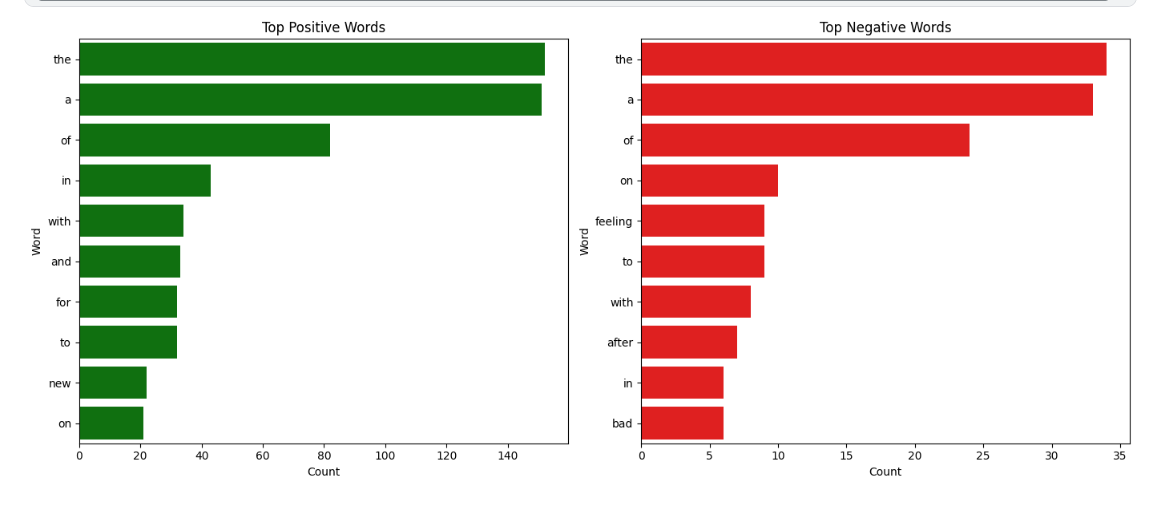 Top Positive Words
Word
the
a
of
in
with
and
for
to
new
on
0 20 40 60 80 100 120 140
Count
Top Negative Words
Word
the
a
of
on
feeling
to
with
after
in
bad
0 5 10 15 20 25 30 35
Count